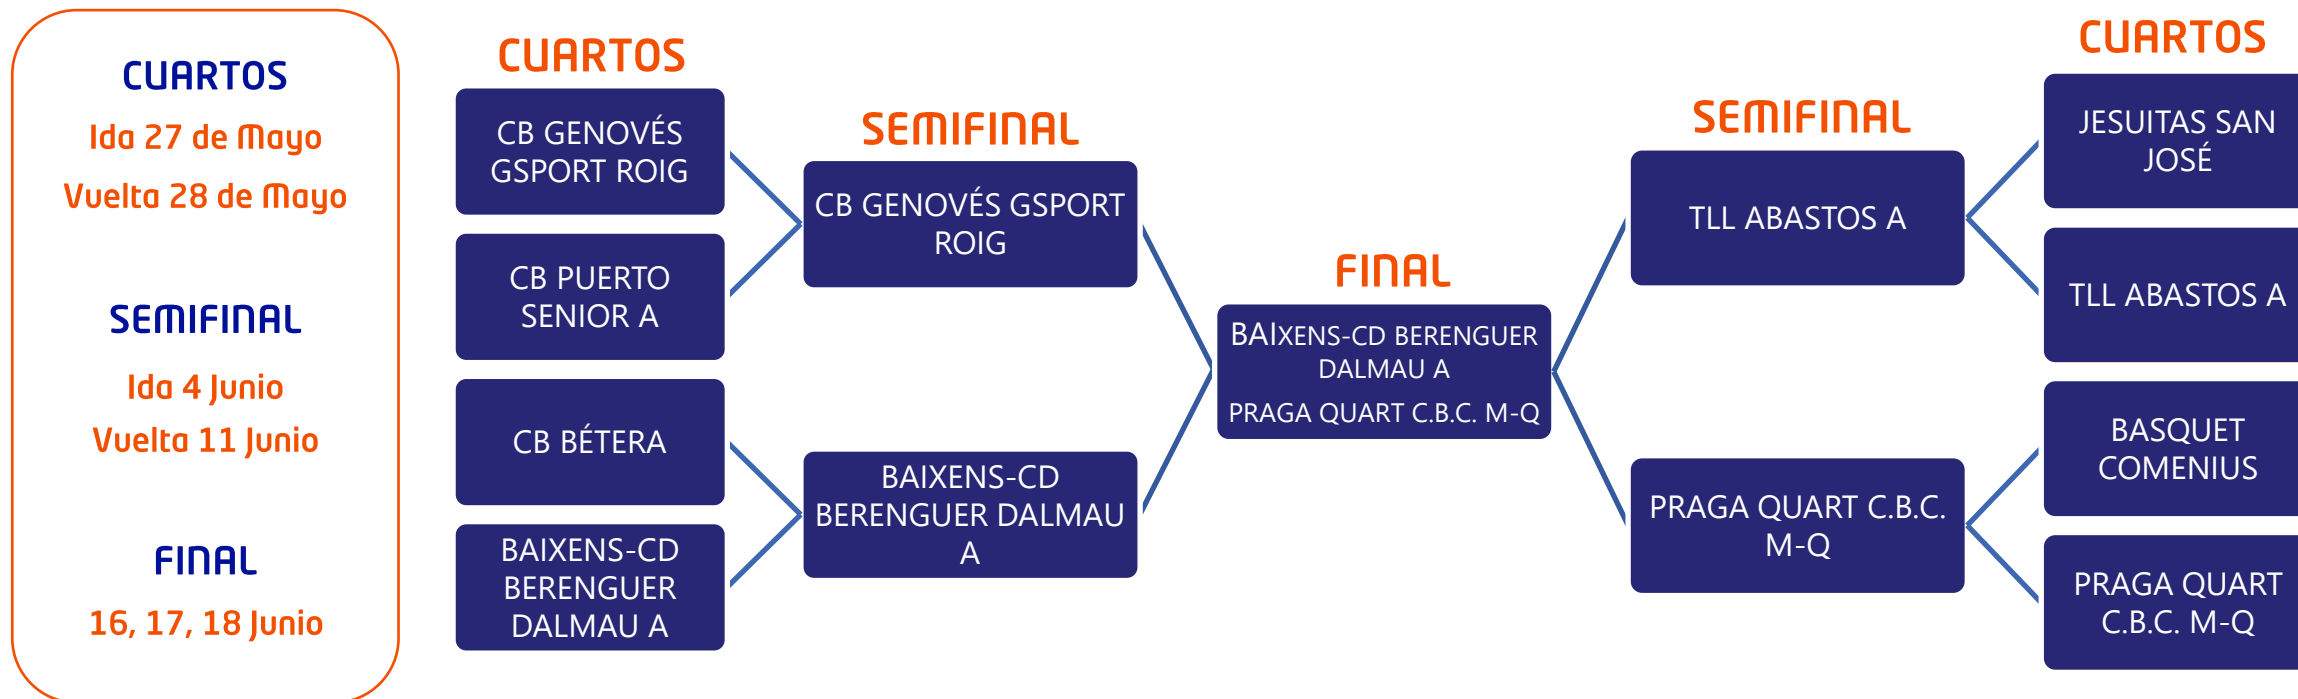 CUARTOS
Ida 27 de Mayo
Vuelta 28 de Mayo
SEMIFINAL
Ida 4 Junio
Vuelta 11 Junio
FINAL
16, 17, 18 Junio
CUARTOS
CB GENOVÉS
GSPORT ROIG
CB PUERTO
SENIOR A
CB BÉTERA
BAIXENS-CD
BERENGUER
DALMAU A
SEMIFINAL
CB GENOVÉS GSPORT
ROIG
BAIXENS-CD
BERENGUER DALMAU
A
FINAL
BAIXENS-CD BERENGUER
DALMAU A
PRAGA QUART C.B.C. M-Q
SEMIFINAL
TLL ABASTOS A
PRAGA QUART C.B.C.
M-Q
CUARTOS
JESUITAS SAN
JOSÉ
TLL ABASTOS A
BASQUET
COMENIUS
PRAGA QUART
C.B.C. M-Q